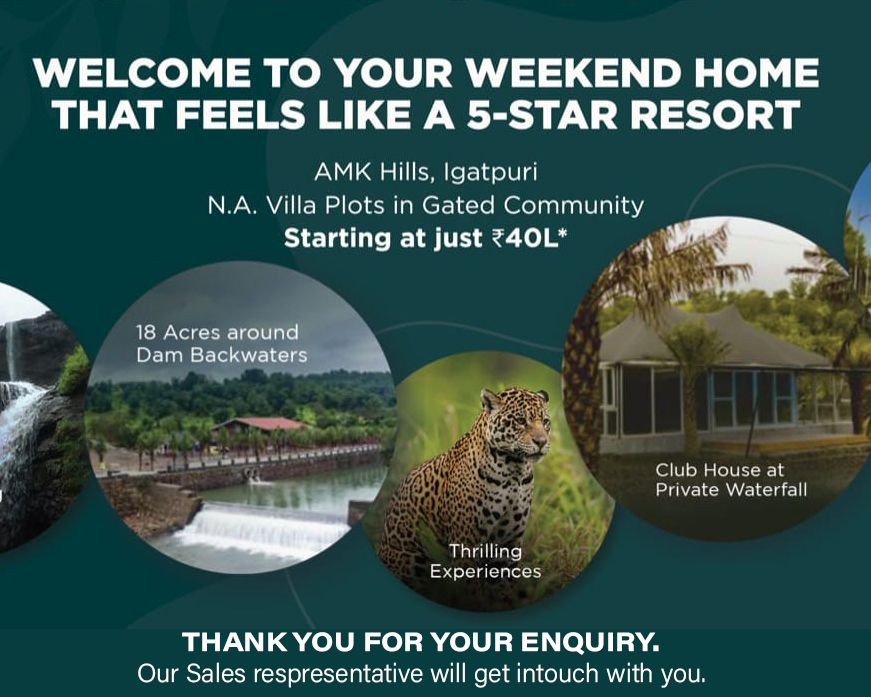 WELCOME TO YOUR WEEKEND HOME
THAT FEELS LIKE A 5-STAR RESORT
AMK Hills, Igatpuri
N.A. Villa Plots in Gated Community
Starting at just ₹40L*
18 Acres around
Dam Backwaters
Thrilling
Experiences
Club House at
Private Waterfall
THANK YOU FOR YOUR ENQUIRY.
Our Sales respresentative will get intouch with you.